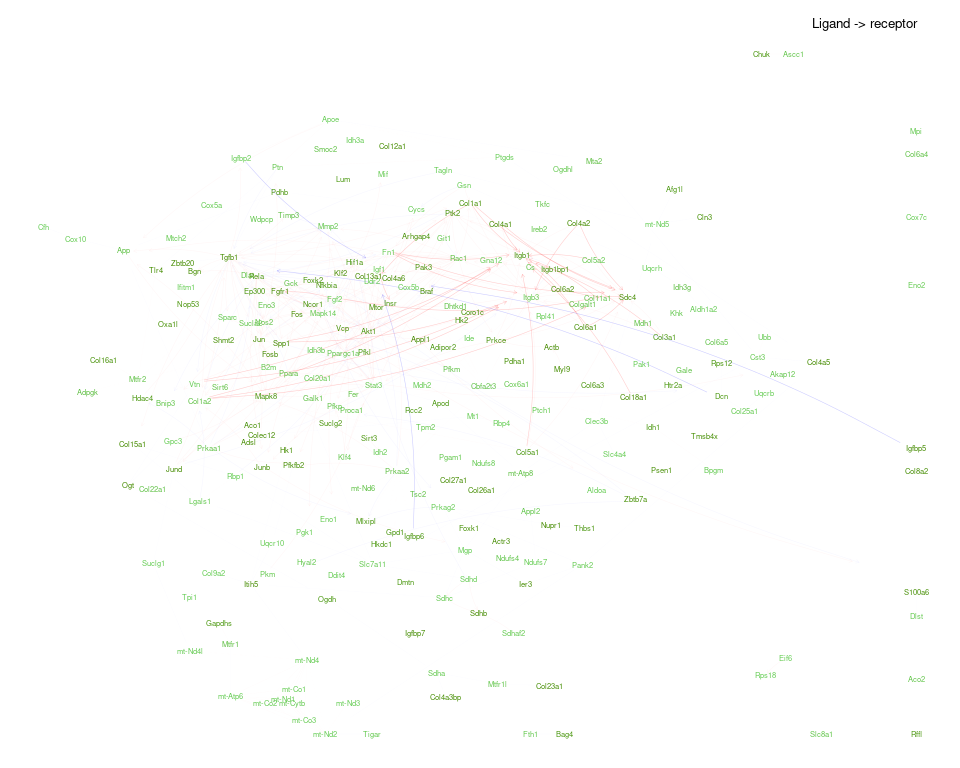 Ligand -> receptor
Chuk Ascc1
Apoe
Mpi
Idh3a
Col12a1
Smoc2
Col6a4
Igfbp2
Ptgds
Mta2
Ptn
Ogdhl
Tagln
Mif
Lum
Gsn
Afg1l
Pdhb
Col1a1
Tkfc
Cox5a
Cycs
Ptk2
Timp3
Wdpcp
Cln3
Cox7c
Mmp2
Col4a1
Col4a2
mt-Nd5
Cfh
Ireb2
Arhgap4
Git1
Cox10
Mtch2
App
Fn1
Tgfb1
Rac1
Gna12
Itgb1
Col5a2
Zbtb20
Hif1a
Tlr4
Bgn
Igf1
Pak3
Cs
Itgb1bp1
Uqcrh
Rela
Klf2
Col13a1
Col4a6
Foxk2
Gck
Nfkbia
Ddr2
Cox5b
Ifitm1
Ep300
Fgfr1
Col6a2
Idh3g
Eno2
Itgb3
Col11a1
Sdc4
Fgf2
Nop53
Eno3
Ncor1
Insr
Mtor
Dhtkd1
Colgalt1
Aldh1a2
Khk
Sparc
Fos
Mapk14
Coro1c
Hk2
Rpl41
Oxa1l
Nos2
Vcp
Akt1
Col8a1
Mdh1
Shmt2
Jun
Spp1
Appl1
Ide
Prkce
Col3a1
Ubb
Col6a5
Adipor2
Actb
Idh3b
Ppargc1a
Pfkl
Fosb
Col16a1
Pdha1
Cst3
Rps12
Col4a5
B2m
Pfkm
Myl9
Pak1
Gale
Akap12
Ppara
Col20a1
Mtfr2
Vtn
Sirt6
Stat3
Mdh2
Cbfa2t3
Cox6a1
Col6a3
Htr2a
Adpgk
Hdac4
Bnip3
Col1a2
Mapk8
Galk1
Fer
Apod
Col18a1
Dcn
Uqcrb
Pfkp
Proca1
Rcc2
Mt1
Ptch1
Col25a1
Suclg2
Rbp4
Clec3b
Aco1
Tpm2
Idh1
Colec12
Sirt3
Tmsb4x
Col15a1
Gpc3
Adsl
Prkaa1
Hk1
Idh2
Igfbp5
Klf4
Pgam1
Col5a1
Slc4a4
Jund
Junb
Pfkfb2
Prkaa2
Ndufs8
Psen1
Bpgm
Col8a2
Rbp1
mt-Atp8
Ogt
Col22a1
mt-Nd6
Col27a1
Col26a1
Aldoa
Lgals1
Tsc2
Zbtb7a
Prkag2
Appl2
Eno1
Mlxipl
Foxk1
Nupr1
Thbs1
Pgk1
Gpd1
Igfbp6
Uqcr10
Hkdc1
Actr3
Mgp
Suclg1
Hyal2
Slc7a11
Ndufs4
Ndufs7
Pank2
Col9a2
Pkm
Ddit4
Itih5
Dmtn
Sdhd
Ier3
S100a6
Tpi1
Ogdh
Sdhc
Sdhb
Dlst
Gapdhs
Igfbp7
Sdhaf2
Mtfr1
mt-Nd4l
mt-Nd4
Eif6
Sdha
Rps18
Aco2
mt-Co1
Mtfr1l
Col23a1
mt-Atp6
mt-Nd1
Col4a3bp
mt-Co2
mt-Cytb
mt-Nd3
mt-Co3
mt-Nd2
Tigar
Fth1
Bag4
Slc8a1
Rffl